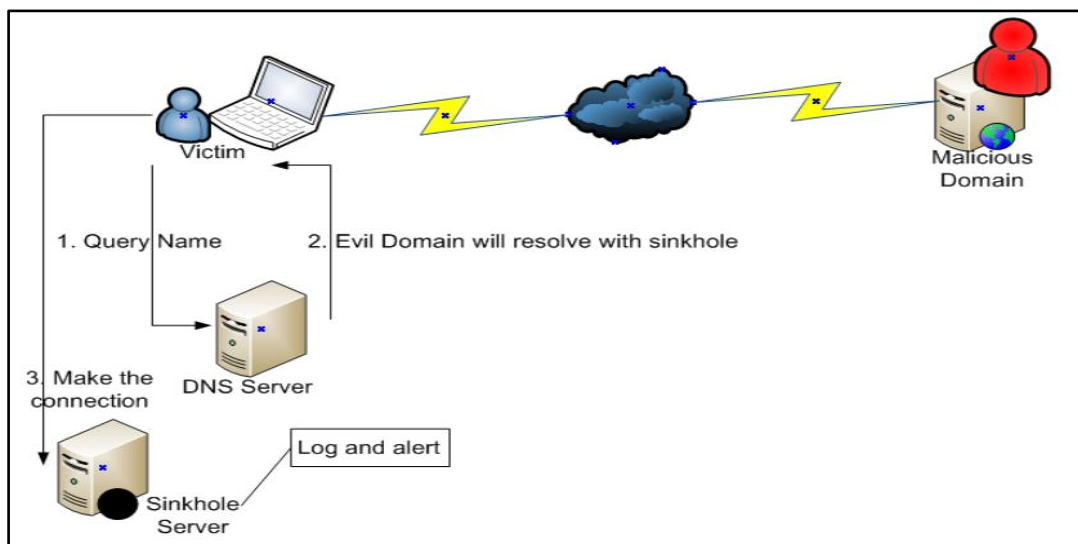 Victim
Malicious
Domain
1. Query Name
2. Evil Domain will resolve with sinkhole
DNS Server
3. Make the
connection
Log and alert
Sinkhole
Server